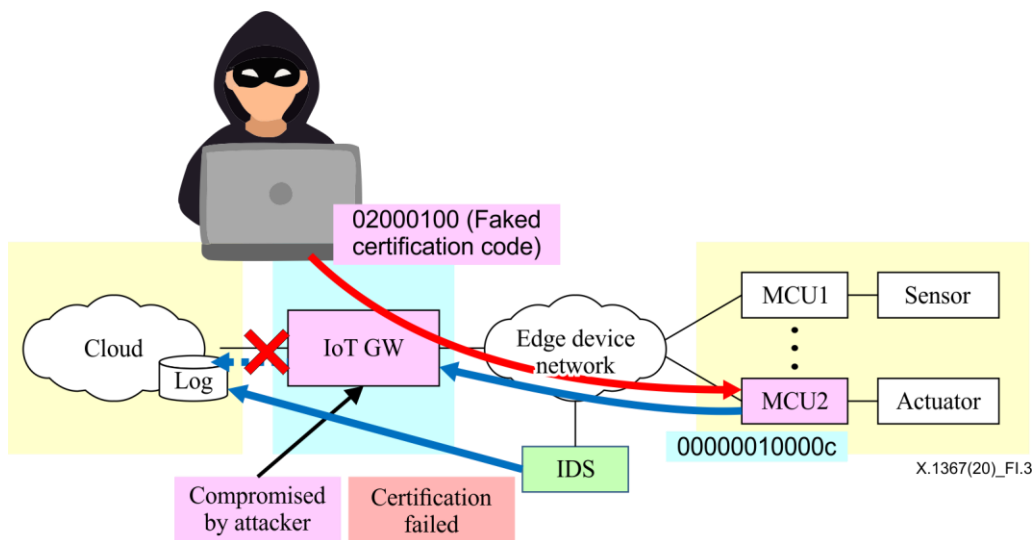 02000100 (Faked
certification code)
Cloud
Log
IoT GW
Edge device
network
MCU1
Sensor
MCU2
Actuator
00000010000c
IDS
X.1367(20)_FI.3
Compromised
by attacker
Certification
failed